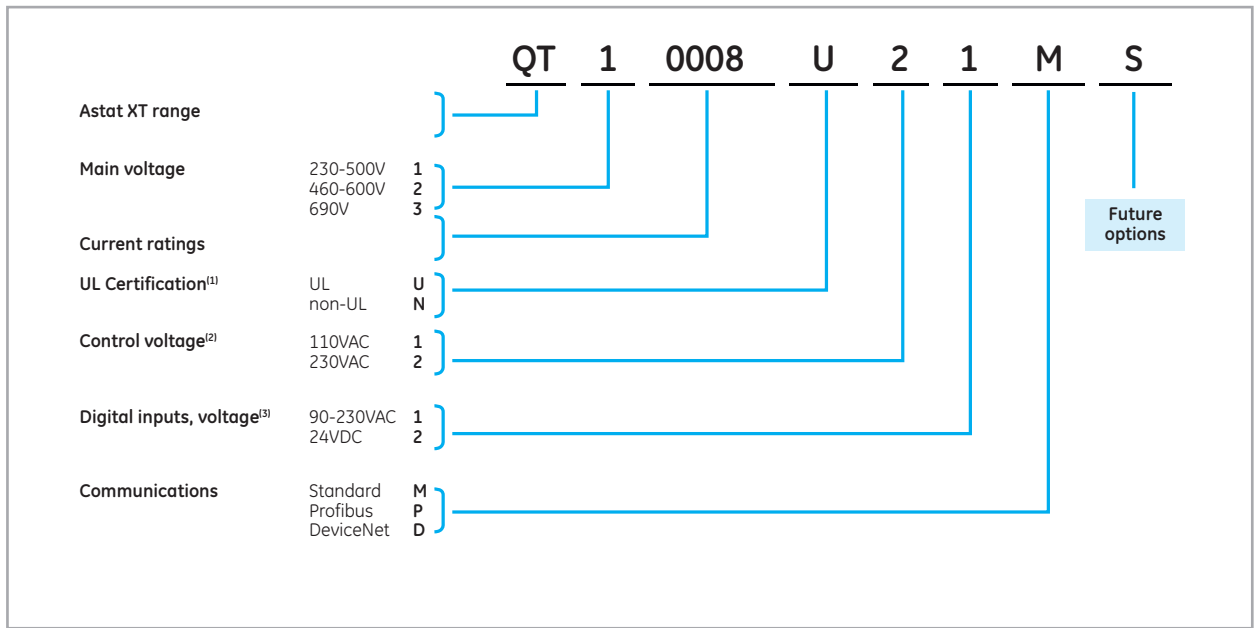 QT 1 0008 U 2 1 M S
Astat XT range
Main voltage 230-500V 1
460-600V 2
690V 3
Current ratings
Future
options
UL Certification(1) UL U
non-UL N
Control voltage(2) 110VAC 1
230VAC 2
Digital inputs, voltage(3) 90-230VAC 1
24VDC 2
Communications Standard M
Profibus P
DeviceNet D